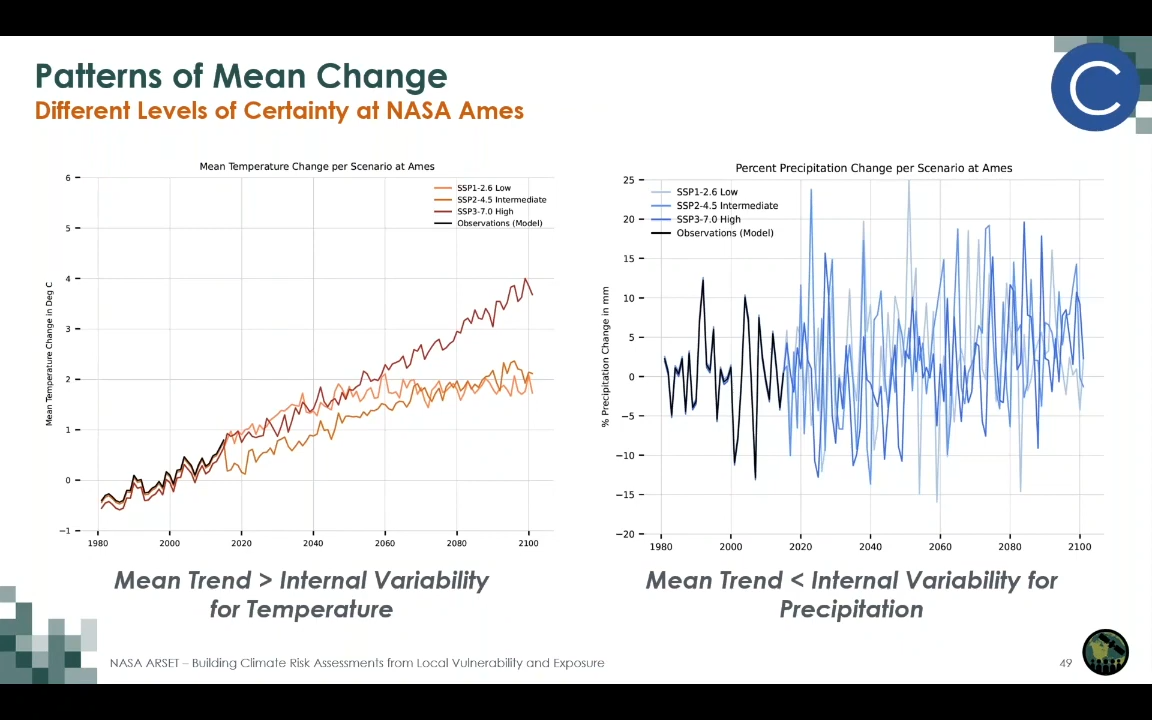 Patterns of Mean Change
Different Levels of Certainty at NASA Ames
C
Mean Temperature Change per Scenario at Ames
SSP1-2.6 Low
SSP2-4.5 Intermediate
SSP3-7.0 High
Observations (Model)
Mean Temperature Change in Deg C
6
5
4
3
2
1
0
−1
1980 2000 2020 2040 2060 2080 2100
Percent Precipitation Change per Scenario at Ames
SSP1-2.6 Low
SSP2-4.5 Intermediate
SSP3-7.0 High
Observations (Model)
% Precipitation Change in mm
25
20
15
10
5
0
−5
−10
−15
−20
1980 2000 2020 2040 2060 2080 2100
Mean Trend > Internal Variability
for Temperature
Mean Trend < Internal Variability for
Precipitation
NASA ARSET – Building Climate Risk Assessments from Local Vulnerability and Exposure
49